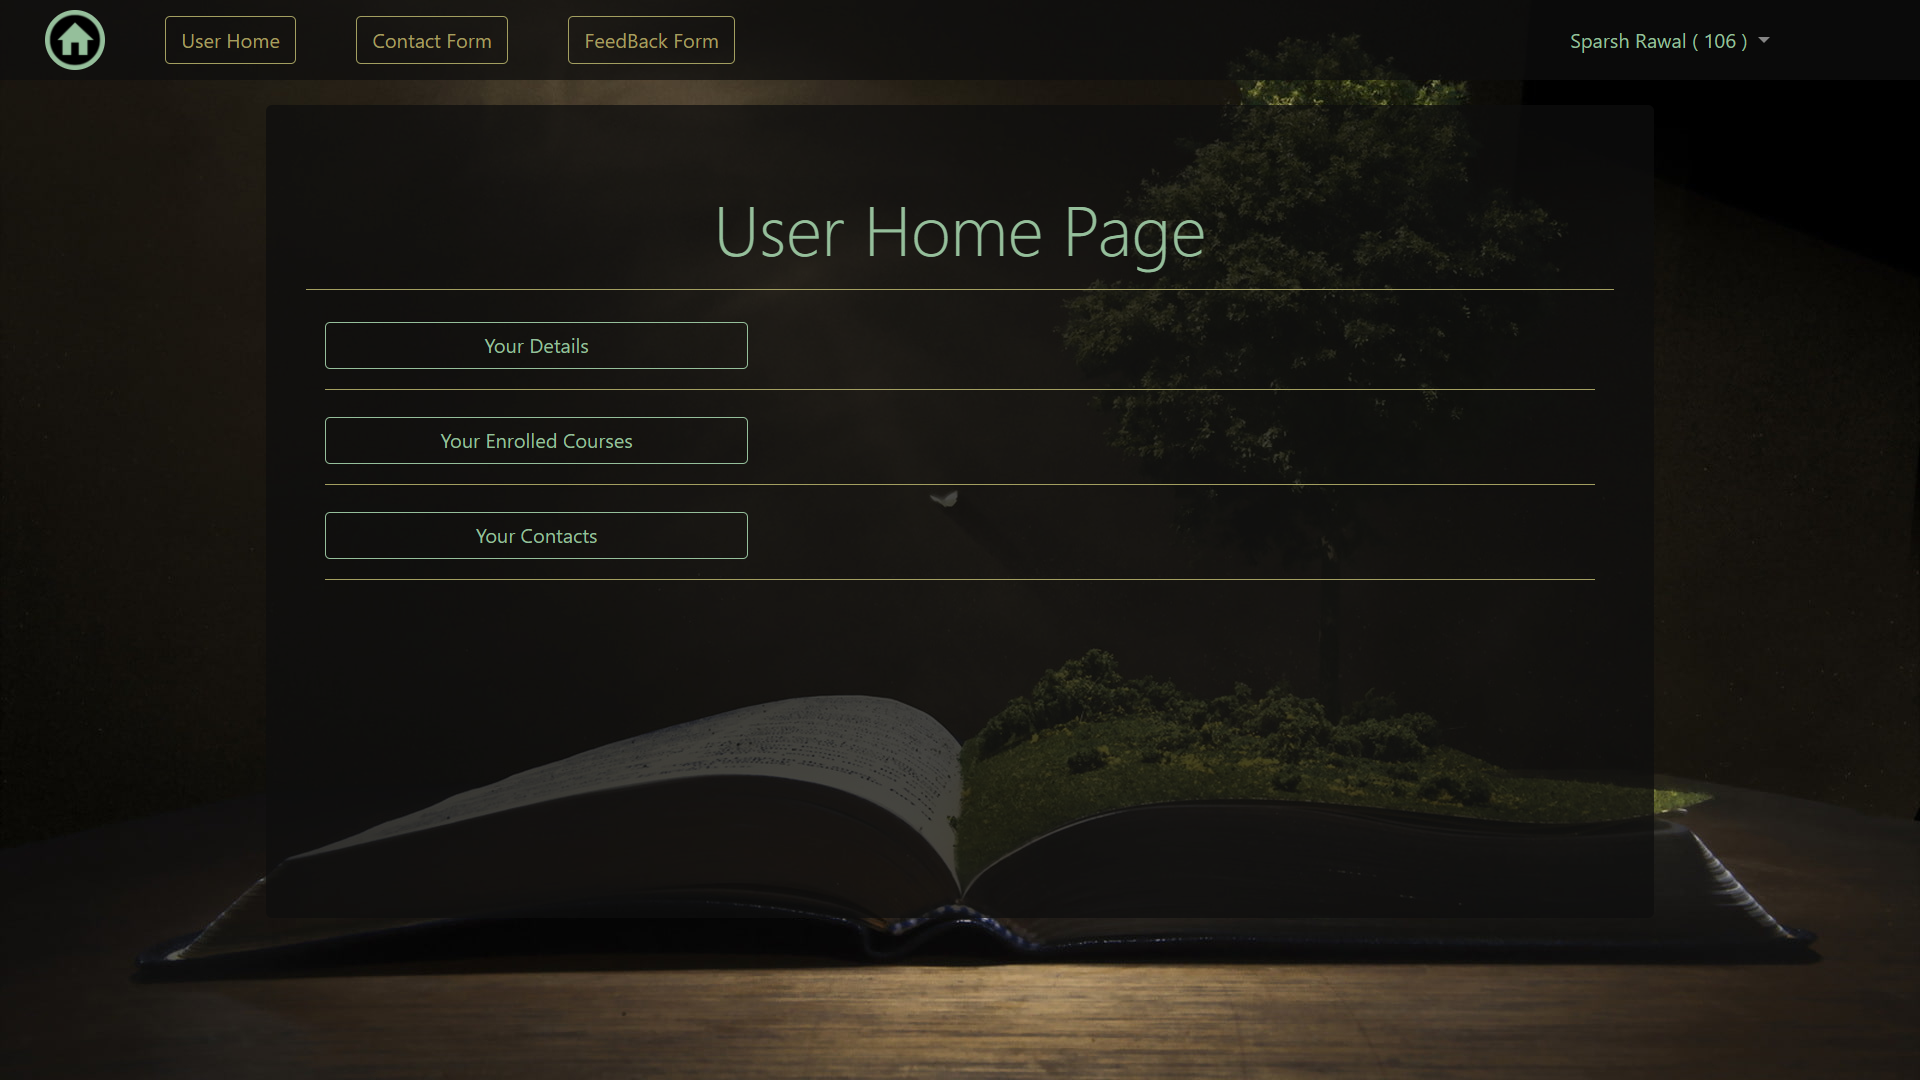 User Home
Contact Form
FeedBack Form
Sparsh Rawal ( 106 )
User Home Page
Your Details
Your Enrolled Courses
Your Contacts